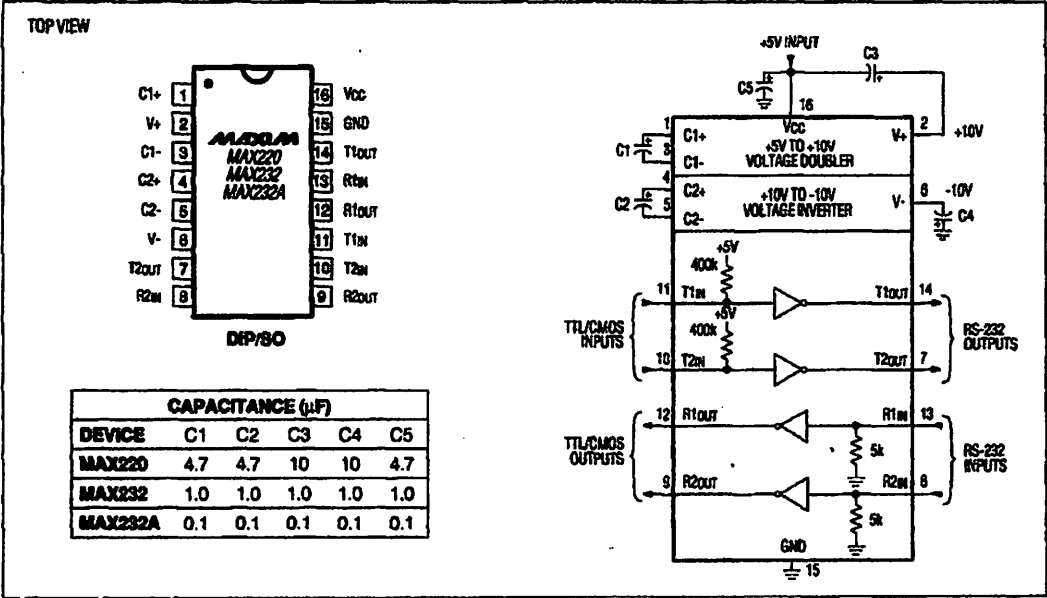 TOP VIEW
C1+ 1
V+ 2
C1- 3
C2+ 4
C2- 5
V- 6
T2OUT 7
R2IN 8
MAXIM
MAX220
MAX232
MAX232A
16 VCC
15 GND
14 T1OUT
13 R1IN
12 R1OUT
11 T1IN
10 T2IN
9 R2OUT
DIP/SO
CAPACITANCE (µF)
DEVICE C1 C2 C3 C4 C5
MAX220 4.7 4.7 10 10 4.7
MAX232 1.0 1.0 1.0 1.0 1.0
MAX232A 0.1 0.1 0.1 0.1 0.1
+5V INPUT
C3
C5
16
1
C1+
VCC
V+
2
+10V
C1
3
C1-
+5V TO +10V
VOLTAGE DOUBLER
4
C2+
C2
5
C2-
+10V TO -10V
VOLTAGE INVERTER
V-
6
-10V
C4
+5V
400k
11 T1IN
T1OUT 14
+5V
400k
TTL/CMOS
INPUTS
RS-232
OUTPUTS
10 T2IN
T2OUT 7
12 R1OUT
R1IN 13
TTL/CMOS
OUTPUTS
5k
RS-232
INPUTS
9 R2OUT
R2IN 8
5k
GND
15